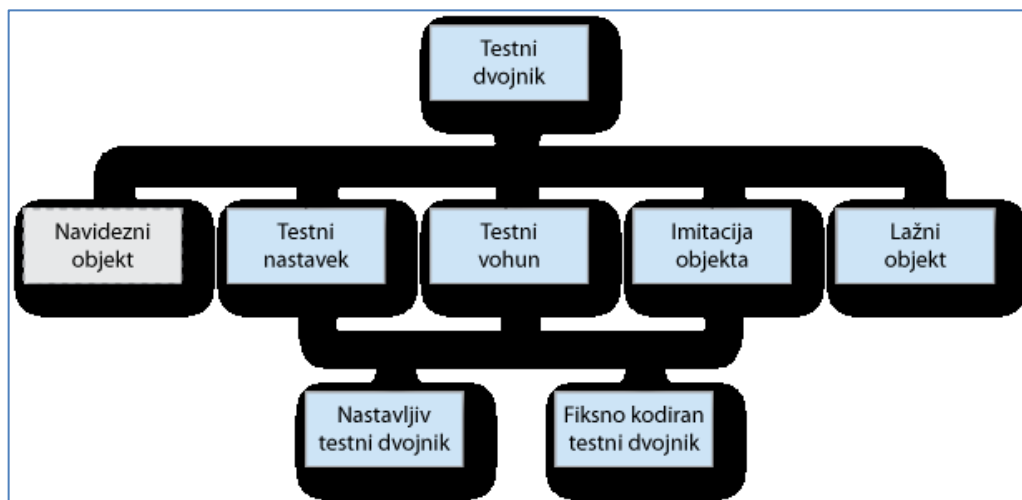 Testni
dvojnik
Navidezni
objekt
Testni
nastavek
Testni
vohun
Imitacija
objekta
Lažni
objekt
Nastavljiv
testni dvojnik
Fiksno kodiran
testni dvojnik